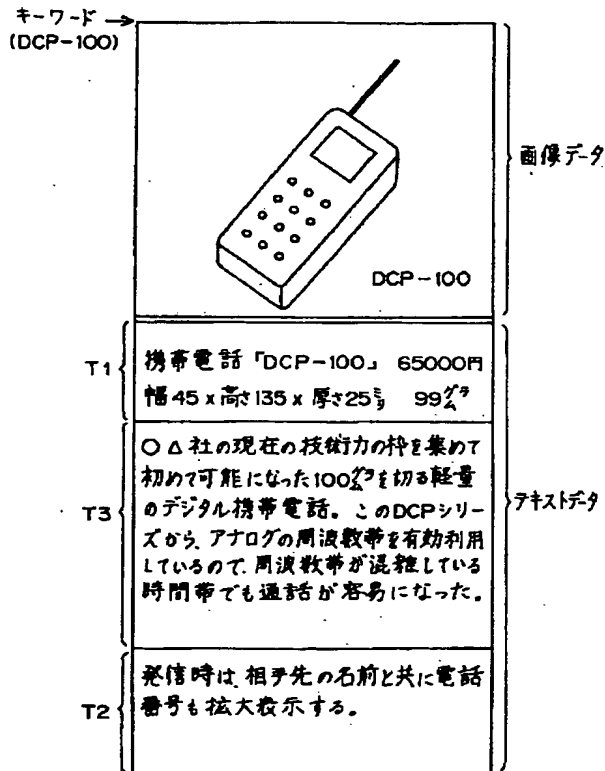 キーワード
(DCP-100)
画像データ
DCP-100
T1
携帯電話「DCP-100」 65000円
幅45×高さ135×厚さ25ミリ 99グラム
T3
○△社の現在の技術力の枠を集めて
初めて可能になった100グラムを切る軽量
のデジタル携帯電話。このDCPシリー
ズから、アナログの周波数帯を有効利用
しているので、周波数帯が混雑している
時間帯でも通話が容易になった。
テキストデータ
T2
発信時は、相手先の名前と共に電話
番号も拡大表示する。